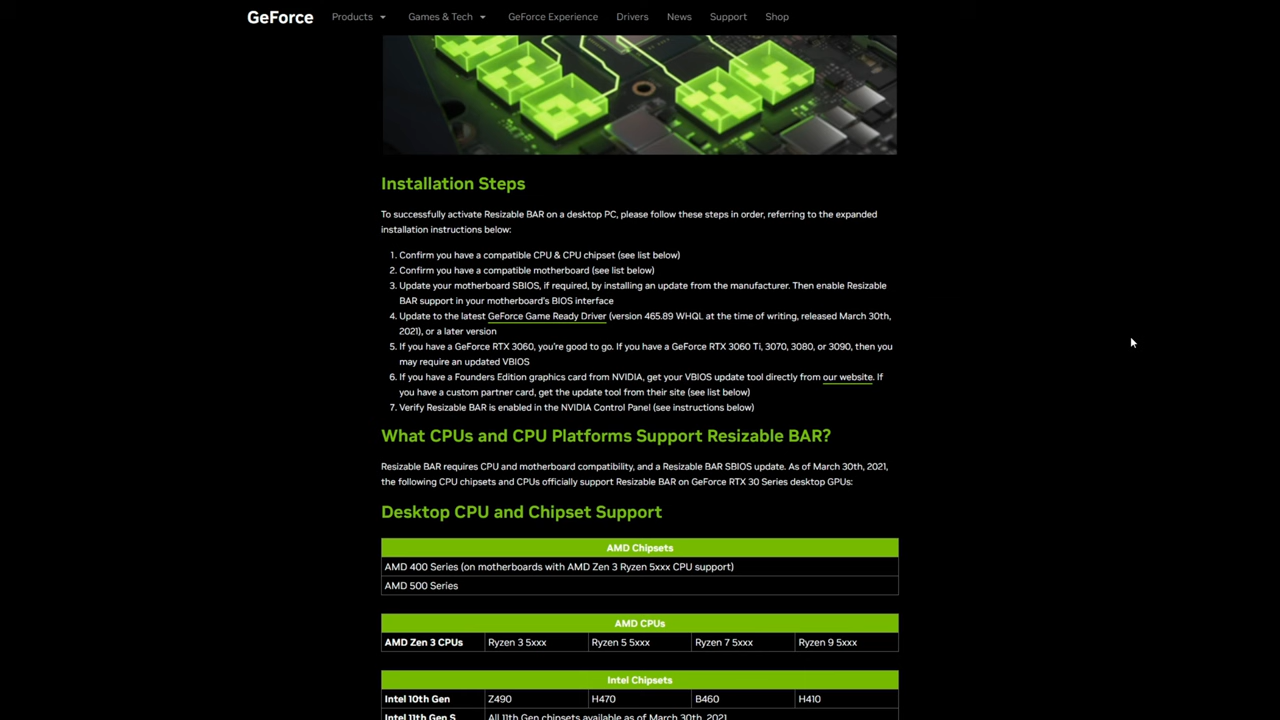 GeForce Products Games & Tech GeForce Experience Drivers News Support Shop
Installation Steps
To successfully activate Resizable BAR on a desktop PC, please follow these steps in order, referring to the expanded
installation instructions below:
1. Confirm you have a compatible CPU & CPU chipset (see list below)
2. Confirm you have a compatible motherboard (see list below)
3. Update your motherboard SBIOS, if required, by installing an update from the manufacturer. Then enable Resizable
BAR support in your motherboard's BIOS interface
4. Update to the latest GeForce Game Ready Driver (version 465.89 WHQL at the time of writing, released March 30th,
2021), or a later version
5. If you have a GeForce RTX 3060, you're good to go. If you have a GeForce RTX 3060 Ti, 3070, 3080, or 3090, then you
may require an updated VBIOS
6. If you have a Founders Edition graphics card from NVIDIA, get your VBIOS update tool directly from our website. If
you have a custom partner card, get the update tool from their site (see list below)
7. Verify Resizable BAR is enabled in the NVIDIA Control Panel (see instructions below)
What CPUs and CPU Platforms Support Resizable BAR?
Resizable BAR requires CPU and motherboard compatibility, and a Resizable BAR SBIOS update. As of March 30th, 2021,
the following CPU chipsets and CPUs officially support Resizable BAR on GeForce RTX 30 Series desktop GPUs:
Desktop CPU and Chipset Support
AMD Chipsets
AMD 400 Series (on motherboards with AMD Zen 3 Ryzen 5xxx CPU support)
AMD 500 Series
AMD CPUs
AMD Zen 3 CPUs Ryzen 3 5xxx Ryzen 5 5xxx Ryzen 7 5xxx Ryzen 9 5xxx
Intel Chipsets
Intel 10th Gen Z490 H470 B460 H410
Intel 11th Gen S All 11th Gen chipsets available as of March 30th, 2021